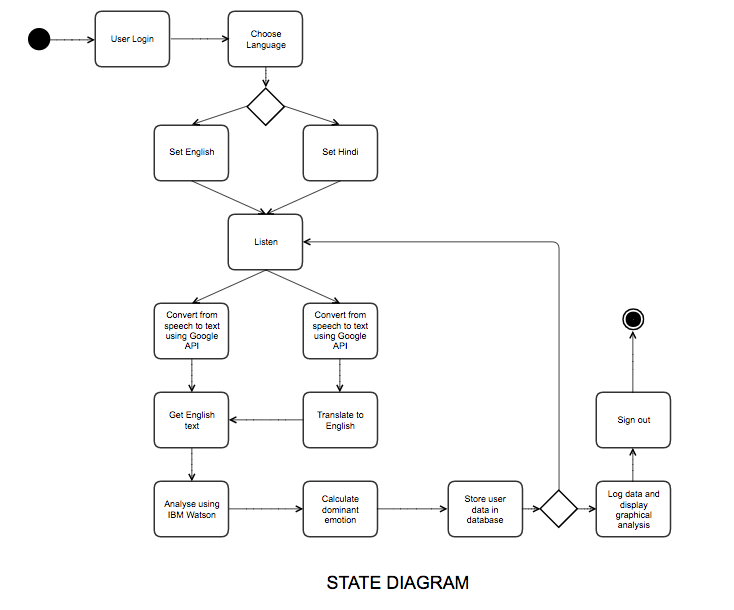 User Login
Choose
Language
Set English
Set Hindi
Listen
Convert from
speech to text
using Google
API
Convert from
speech to text
using Google
API
Get English
text
Translate to
English
Sign out
Analyse using
IBM Watson
Calculate
dominant
emotion
Store user
data in
database
Log data and
display
graphical
analysis
STATE DIAGRAM